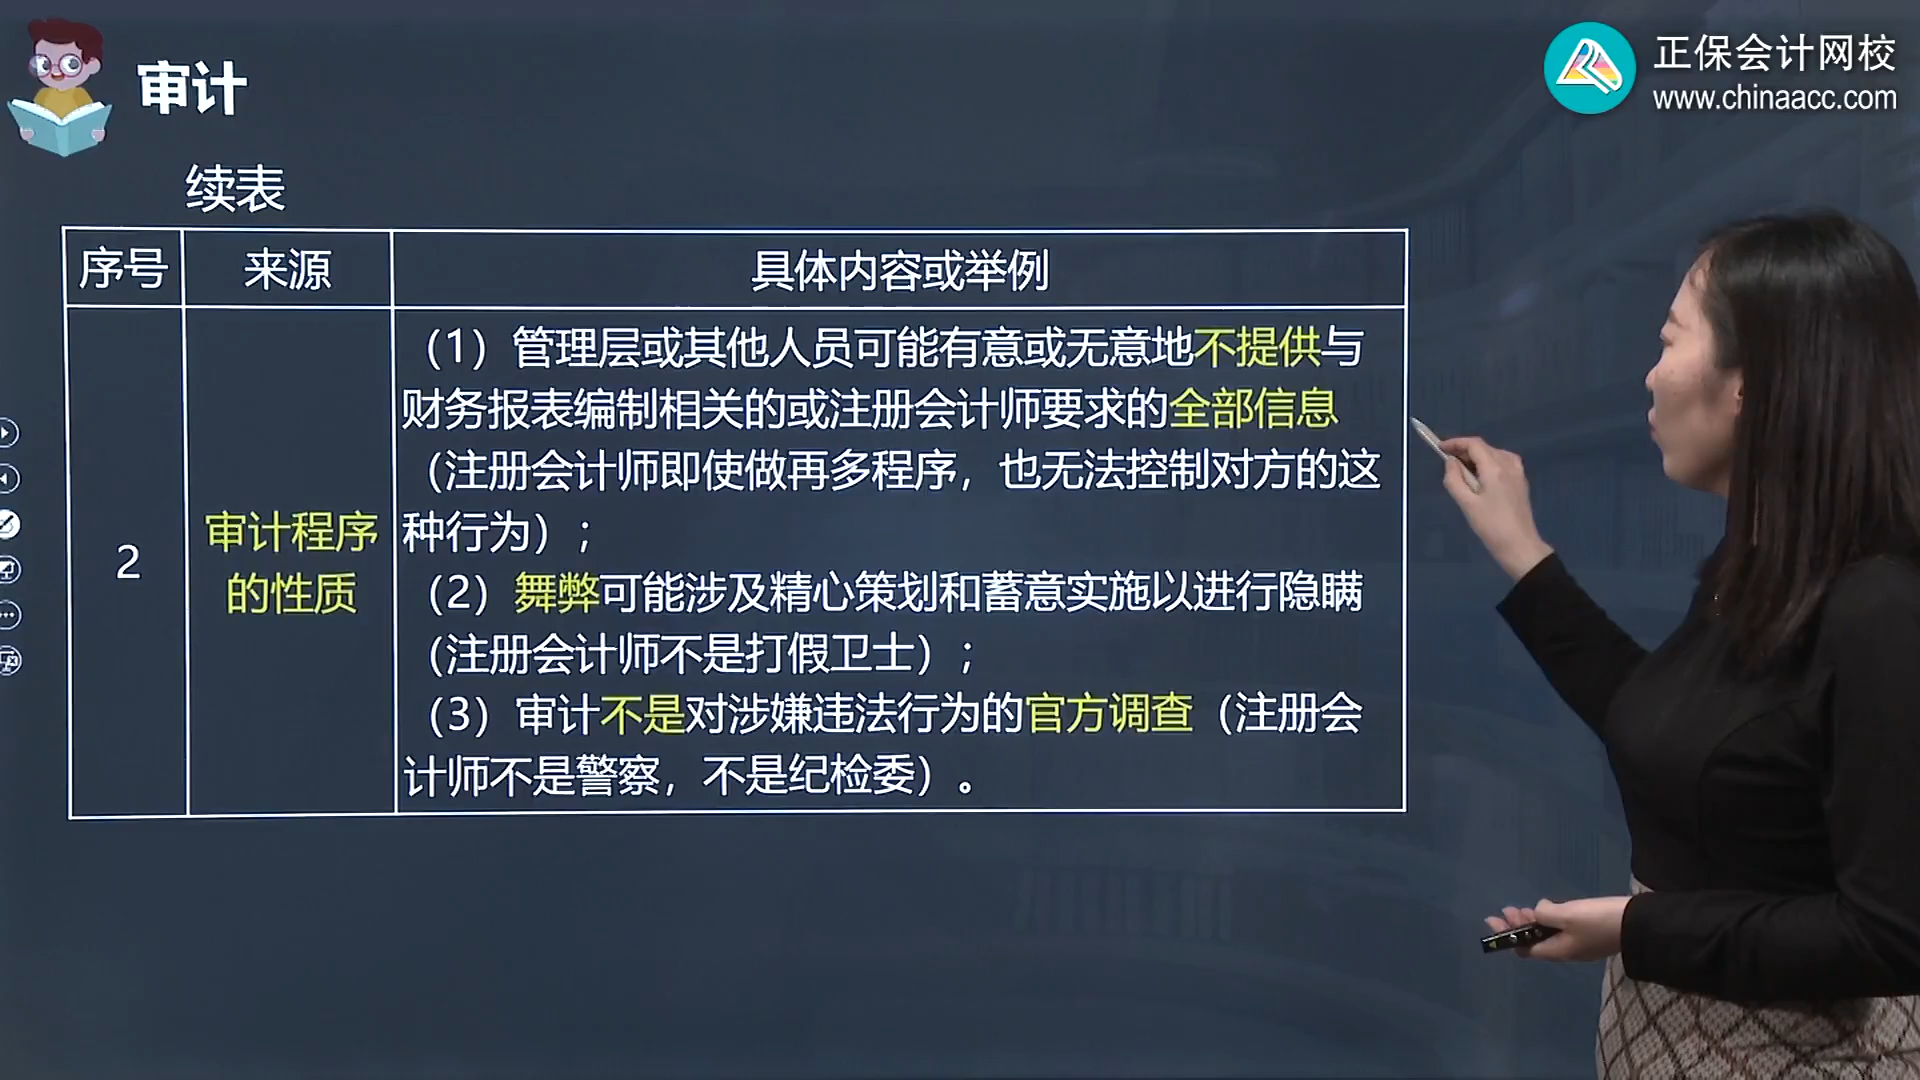 审计
正保会计网校
www.chinaacc.com
续表
序号 来源 具体内容或举例
2
审计程序
的性质
（1）管理层或其他人员可能有意或无意地不提供与
财务报表编制相关的或注册会计师要求的全部信息
（注册会计师即使做再多程序，也无法控制对方的这
种行为）；
（2）舞弊可能涉及精心策划和蓄意实施以进行隐瞒
（注册会计师不是打假卫士）；
（3）审计不是对涉嫌违法行为的官方调查（注册会
计师不是警察，不是纪检委）。